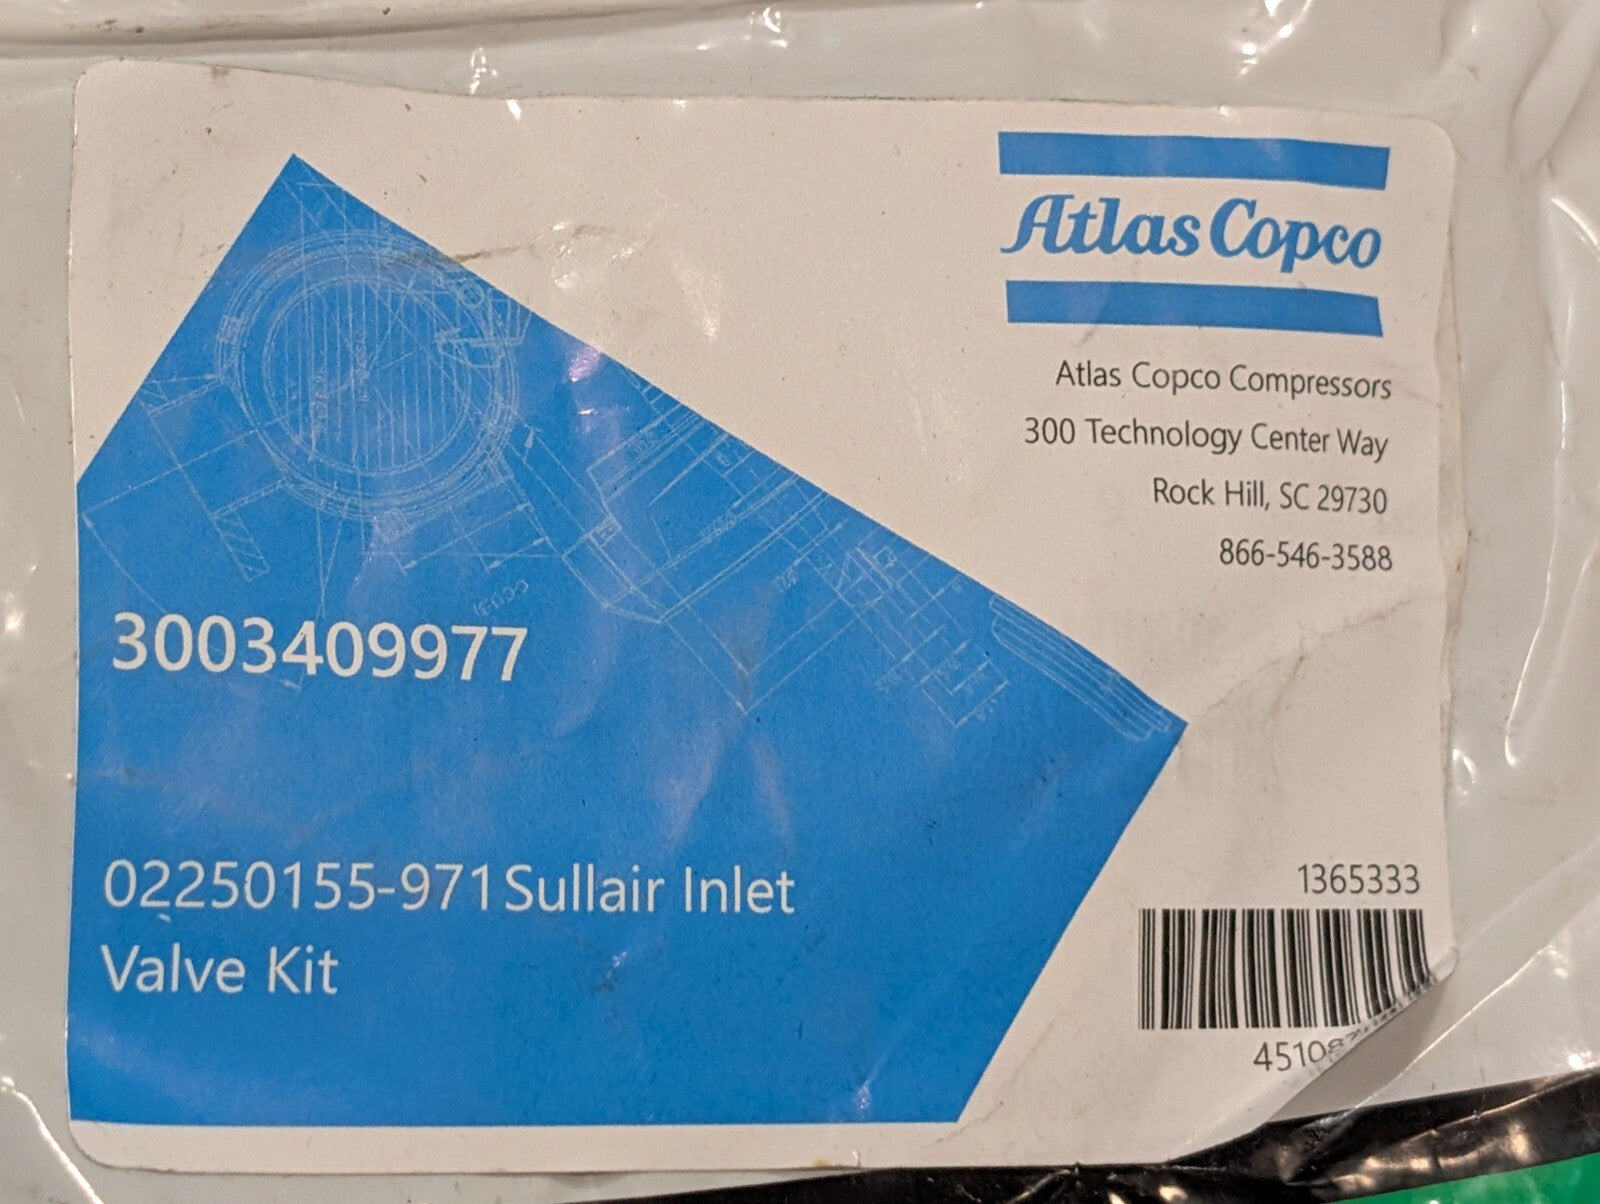 Atlas Copco
Atlas Copco Compressors
300 Technology Center Way
Rock Hill, SC 29730
866-546-3588
3003409977
02250155-971 Sullair Inlet
Valve Kit
1365333